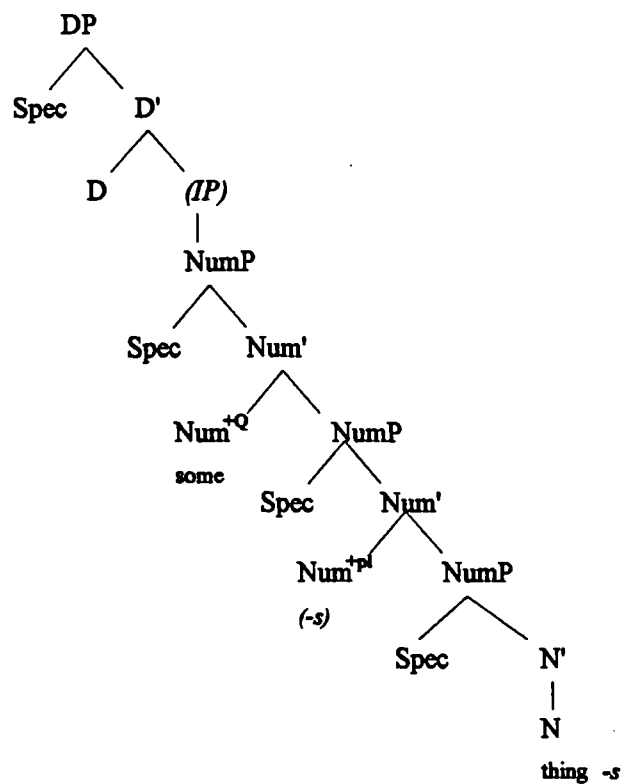 DP
Spec D'
D (IP)
NumP
Spec Num'
Num+Q NumP
some
Spec Num'
Num+pl NumP
(-s)
Spec N'
N
thing -s